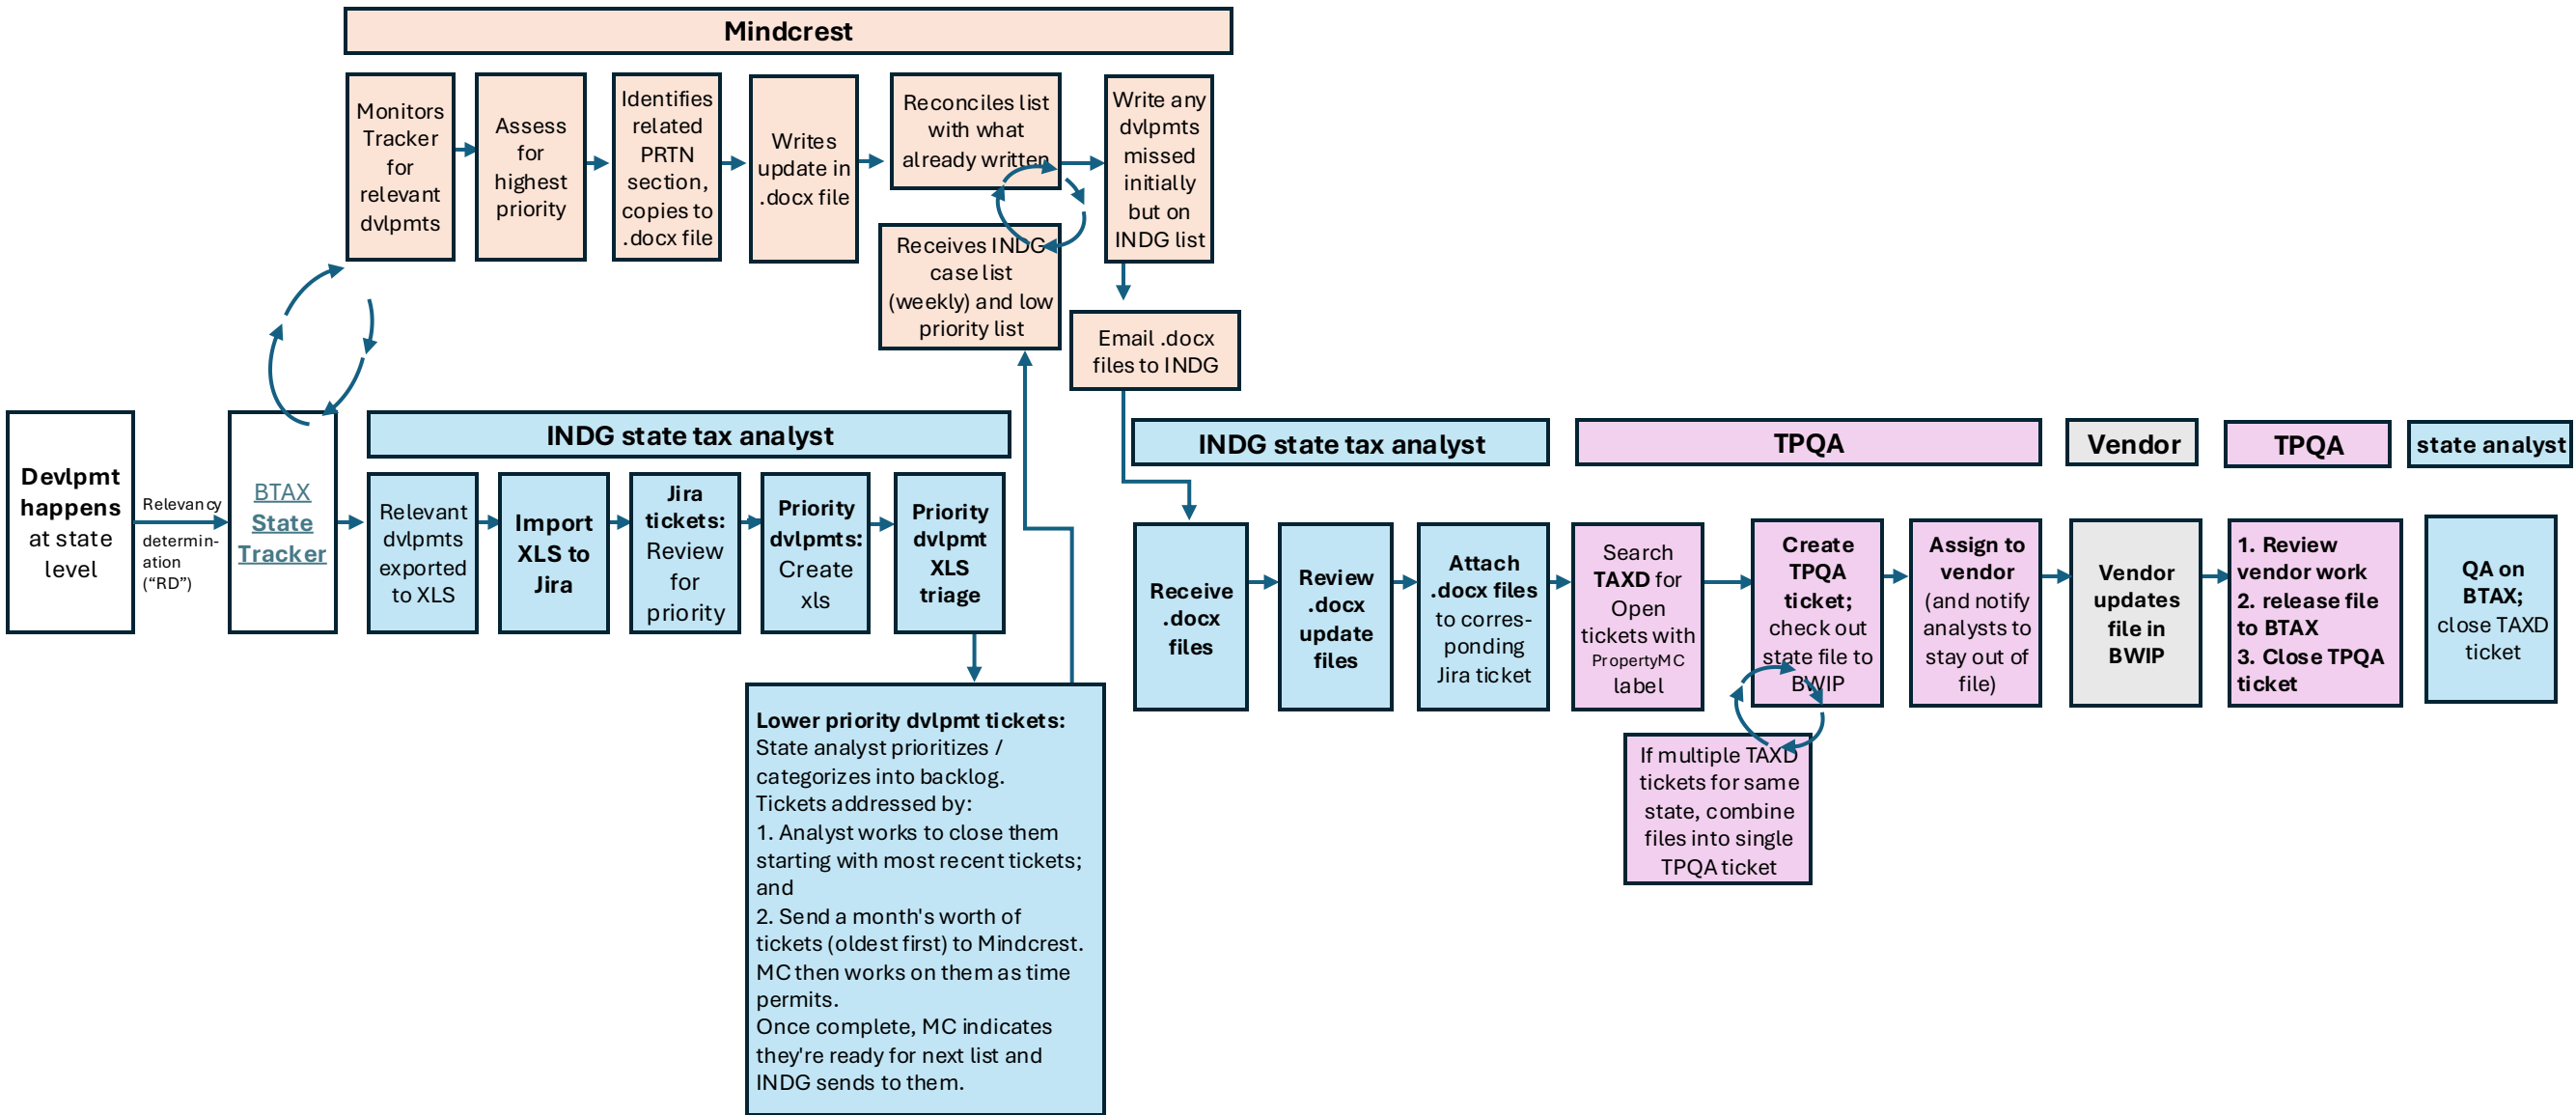 Mindcrest
Monitors
Tracker
for
relevant
dvlpmts
Assess
for
highest
priority
Identifies
related
PRTN
section,
copies to
.docx file
Writes
update in
.docx file
Reconciles list
with what
already written
Write any
dvlpmts
missed
initially
but on
INDG list
Receives INDG
case list
(weekly) and low
priority list
Email .docx
files to INDG
Devlpmt
happens
at state
level
Relevancy
determin-
ation
(“RD”)
BTAX
State
Tracker
INDG state tax analyst
Relevant
dvlpmts
exported
to XLS
Import
XLS to
Jira
Jira
tickets:
Review
for
priority
Priority
dvlpmts:
Create
xls
Priority
dvlpmt
XLS
triage
Lower priority dvlpmt tickets:
State analyst prioritizes /
categorizes into backlog.
Tickets addressed by:
1. Analyst works to close them
starting with most recent tickets;
and
2. Send a month's worth of
tickets (oldest first) to Mindcrest.
MC then works on them as time
permits.
Once complete, MC indicates
they're ready for next list and
INDG sends to them.
INDG state tax analyst
Receive
.docx
files
Review
.docx
update
files
Attach
.docx files
to corres-
ponding
Jira ticket
TPQA
Search
TAXD for
Open
tickets with
PropertyMC
label
Create
TPQA
ticket;
check out
state file to
BWIP
If multiple TAXD
tickets for same
state, combine
files into single
TPQA ticket
Assign to
vendor
(and notify
analysts to
stay out of
file)
Vendor
Vendor
updates
file in
BWIP
TPQA
1. Review
vendor work
2. release file
to BTAX
3. Close TPQA
ticket
state analyst
QA on
BTAX;
close TAXD
ticket